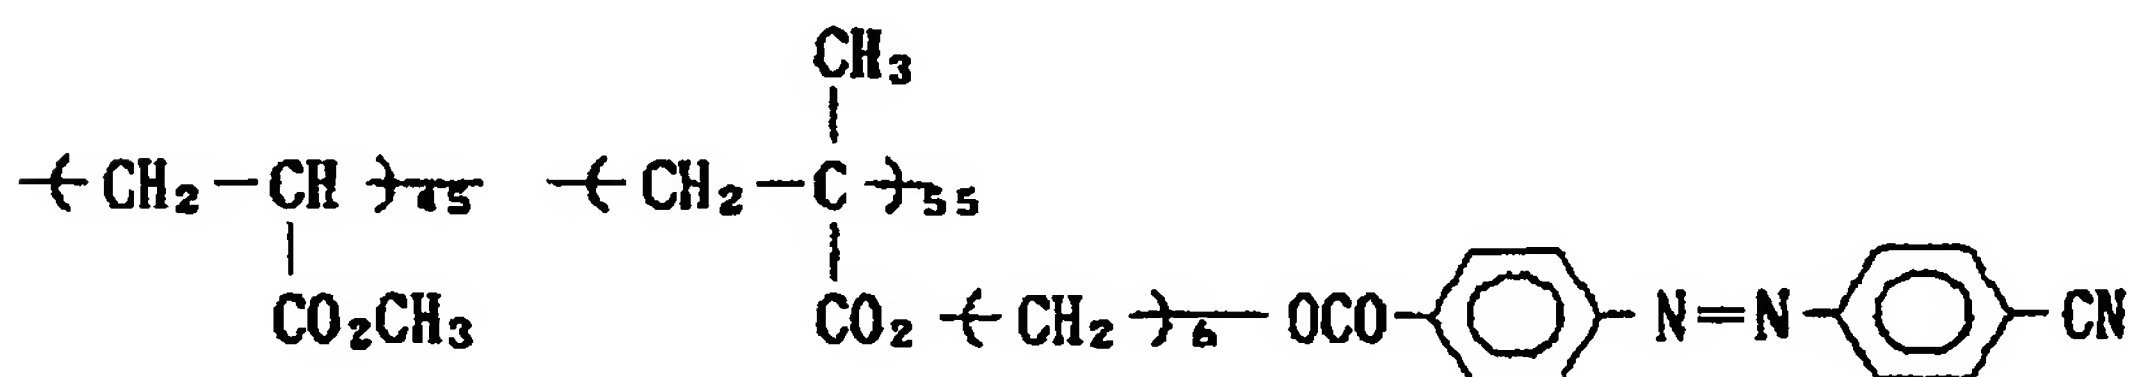 CH₃
–(CH₂–CH)–₄₅ –(CH₂–C)–₅₅
CO₂CH₃ CO₂–(CH₂)–₆ OCO– –N=N– –CN